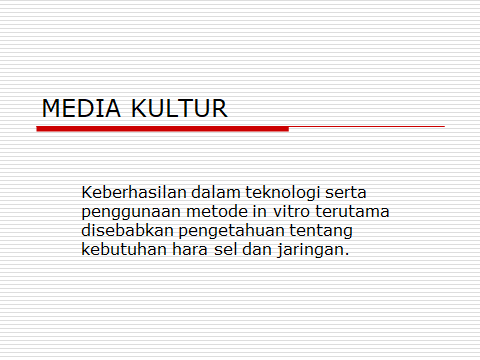 MEDIA KULTUR
Keberhasilan dalam teknologi serta
penggunaan metode in vitro terutama
disebabkan pengetahuan tentang
kebutuhan hara sel dan jaringan.